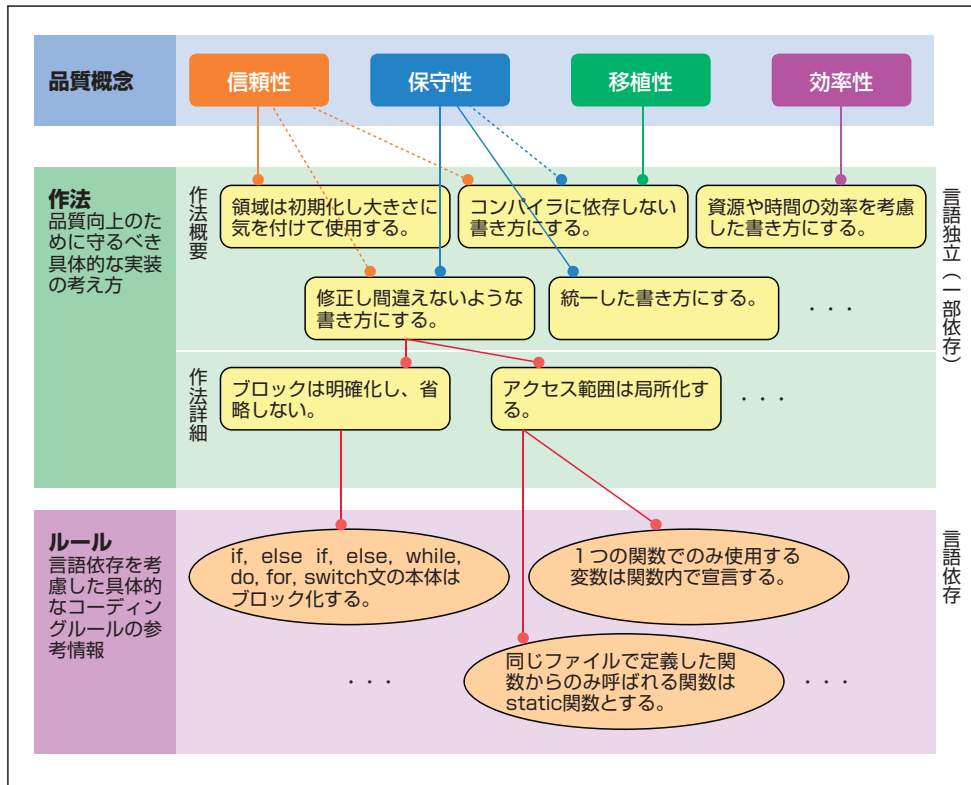 品質概念
信頼性
保守性
移植性
効率性
作法
品質向上のため
に守るべき
具体的な実装
の考え方
作法概要
領域は初期化し大きさに
気を付けて使用する。
コンパイラに依存しない
書き方にする。
資源や時間の効率を考慮
した書き方にする。
修正し間違えないような
書き方にする。
統一した書き方にする。
・・・
言語独立（一部依存）
作法詳細
ブロックは明確化し、省
略しない。
アクセス範囲は局所化す
る。
・・・
ルール
言語依存を考
慮した具体的
なコーディン
グルールの参
考情報
if, else if, else, while,
do, for, switch文の本体は
ブロック化する。
１つの関数でのみ使用する
変数は関数内で宣言する。
言語依存
・・・
同じファイルで定義した関
数からのみ呼ばれる関数は
static関数とする。
・・・